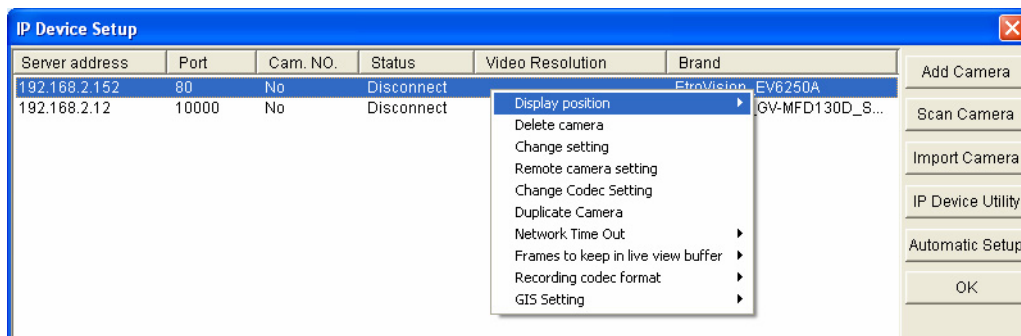 IP Device Setup
Server address Port Cam. NO. Status Video Resolution Brand
192.168.2.152 80 No Disconnect EtroVision_EV6250A
192.168.2.12 10000 No Disconnect _GV-MFD130D_S...
Display position
Delete camera
Change setting
Remote camera setting
Change Codec Setting
Duplicate Camera
Network Time Out
Frames to keep in live view buffer
Recording codec format
GIS Setting
Add Camera
Scan Camera
Import Camera
IP Device Utility
Automatic Setup
OK